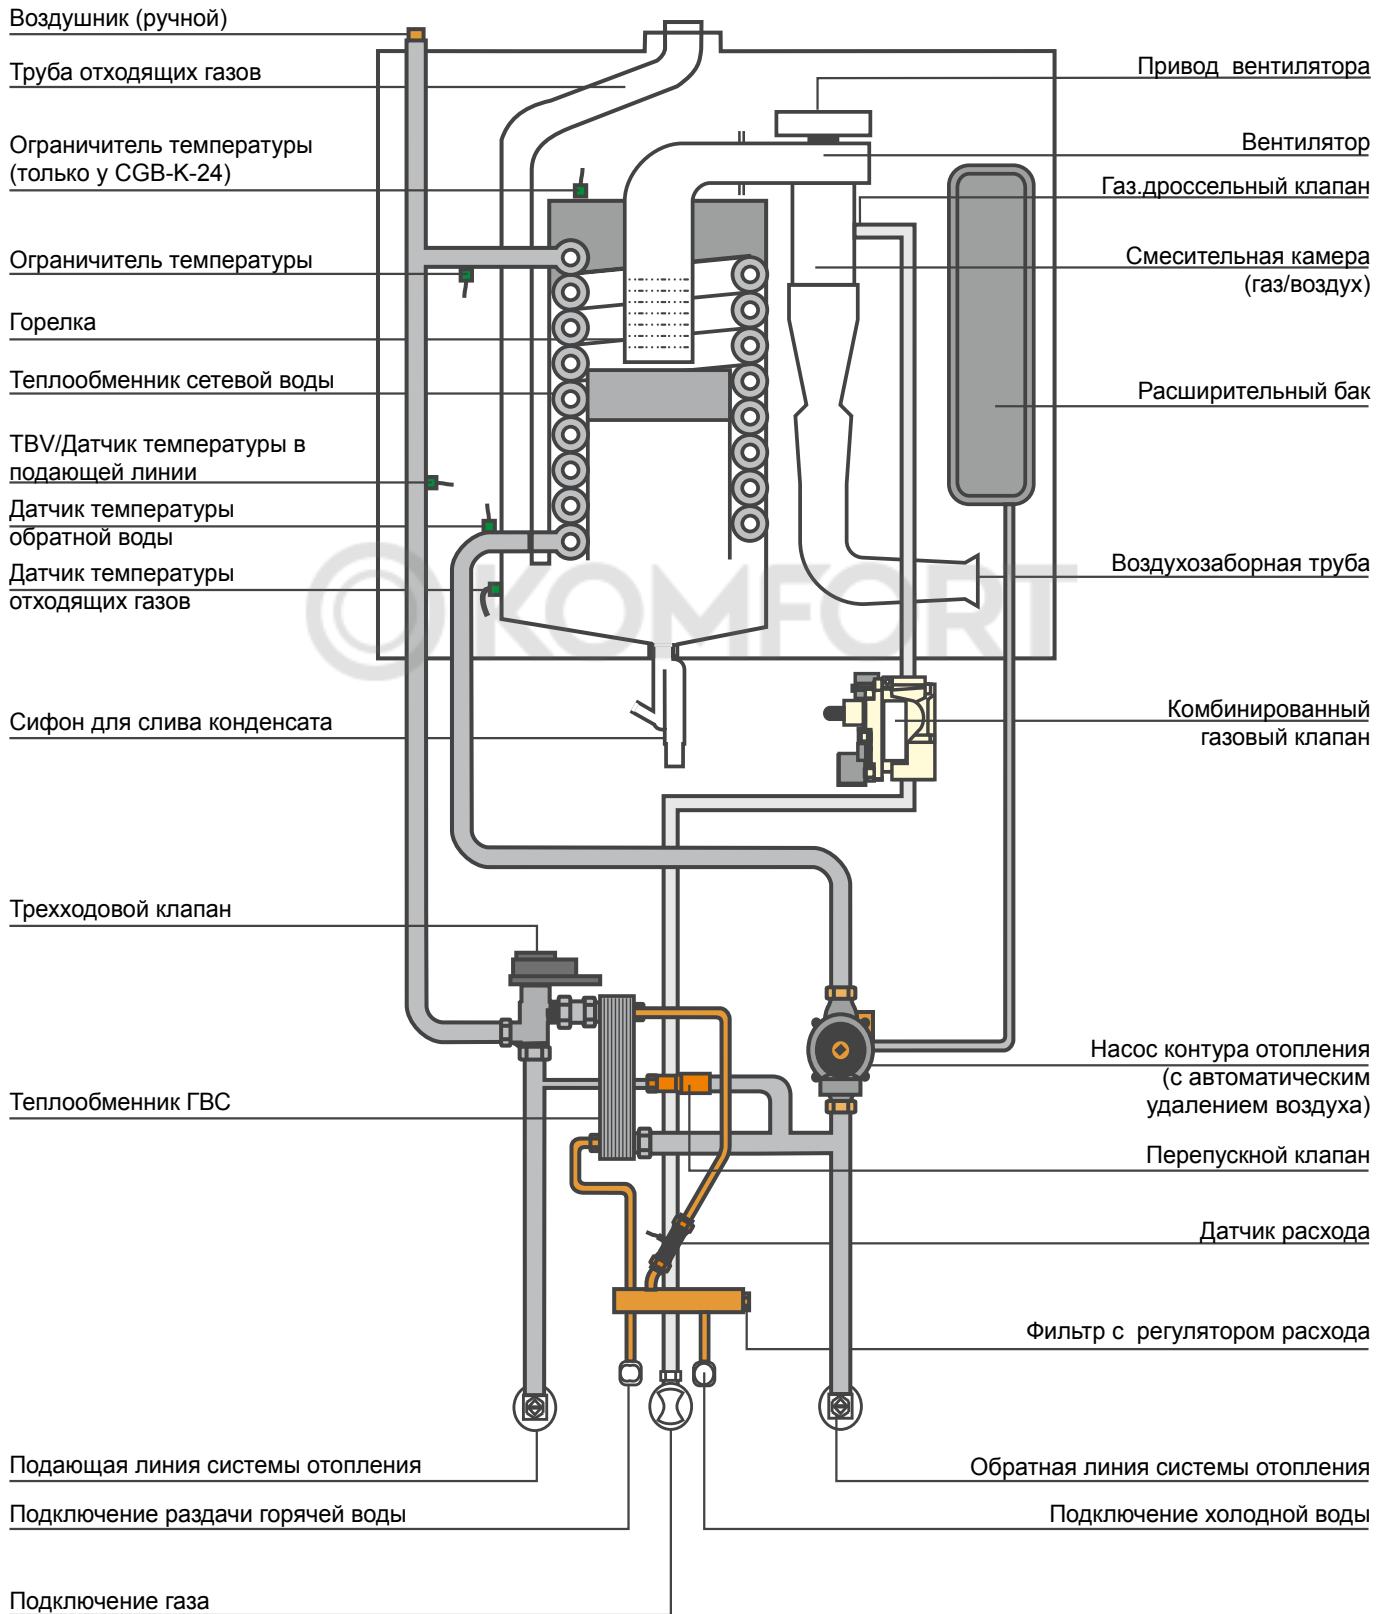 Воздушник (ручной)
Труба отходящих газов
Ограничитель температуры
(только у CGB-K-24)
Ограничитель температуры
Горелка
Теплообменник сетевой воды
TBV/Датчик температуры в
подающей линии
Датчик температуры
обратной воды
Датчик температуры
отходящих газов
Сифон для слива конденсата
Трехходовой клапан
Теплообменник ГВС
Подающая линия системы отопления
Подключение раздачи горячей воды
Подключение газа
Привод вентилятора
Вентилятор
Газ.дроссельный клапан
Смесительная камера
(газ/воздух)
Расширительный бак
Воздухозаборная труба
KOMFORT
Комбинированный
газовый клапан
Насос контура отопления
(с автоматическим
удалением воздуха)
Перепускной клапан
Датчик расхода
Фильтр с регулятором расхода
Обратная линия системы отопления
Подключение холодной воды